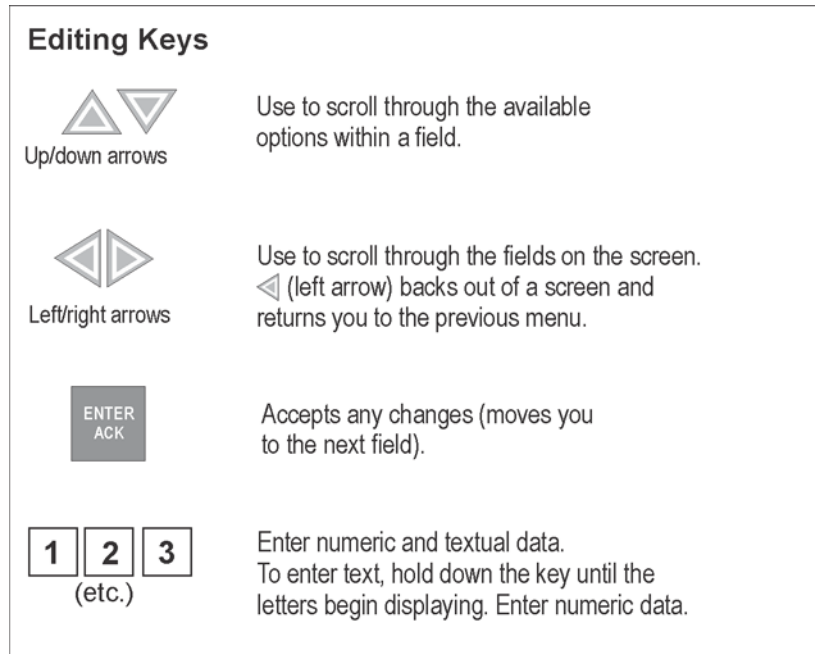 Editing Keys
Use to scroll through the available
options within a field.
Up/down arrows
Use to scroll through the fields on the screen.
(left arrow) backs out of a screen and
returns you to the previous menu.
Left/right arrows
ENTER
ACK
Accepts any changes (moves you
to the next field).
1 2 3
(etc.)
Enter numeric and textual data.
To enter text, hold down the key until the
letters begin displaying. Enter numeric data.